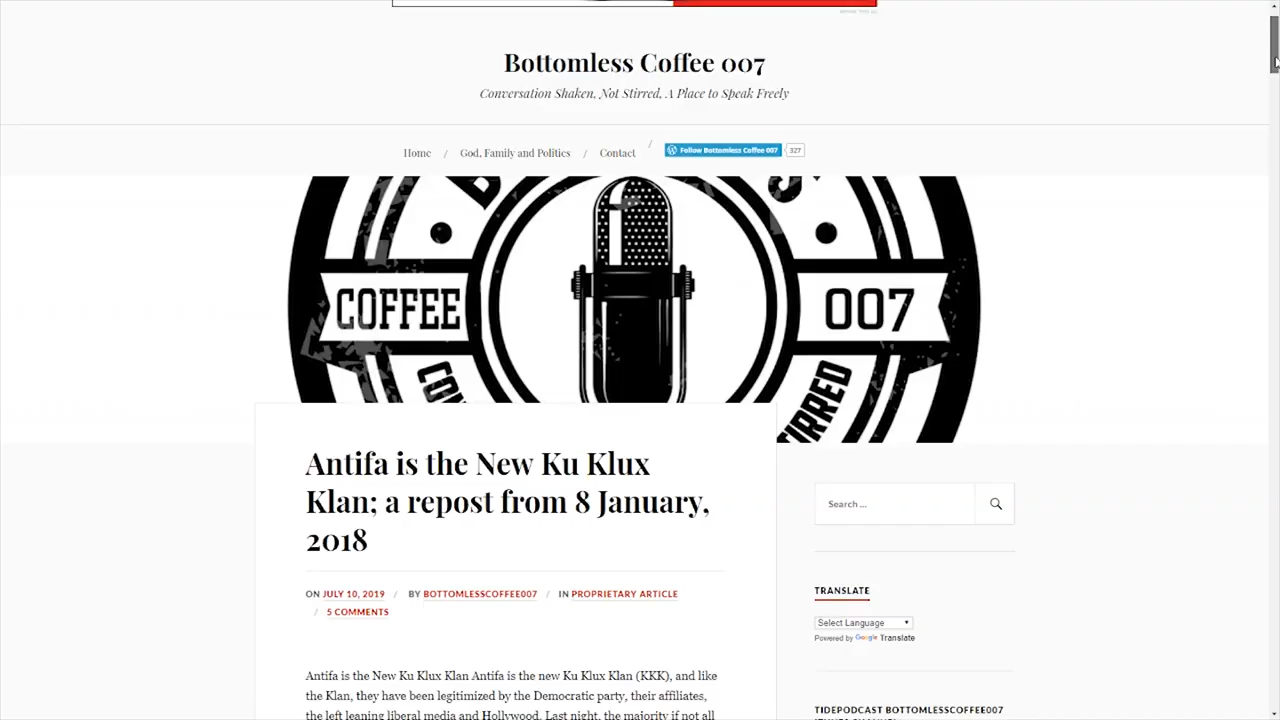 Bottomless Coffee 007
Conversation Shaken, Not Stirred, A Place to Speak Freely
Home / God, Family and Politics / Contact / Follow Bottomless Coffee 007 327
COFFEE 007
STIRRED
Antifa is the New Ku Klux
Klan; a repost from 8 January,
2018
ON JULY 10, 2019 / BY BOTTOMLESSCOFFEE007 / IN PROPRIETARY ARTICLE
/ 5 COMMENTS
Antifa is the New Ku Klux Klan Antifa is the new Ku Klux Klan (KKK), and like
the Klan, they have been legitimized by the Democratic party, their affiliates,
the left leaning liberal media and Hollywood. Last night, the majority if not all
Search ...
TRANSLATE
Select Language
Powered by Google Translate
TIDEPODCAST BOTTOMLESSCOFFEE007